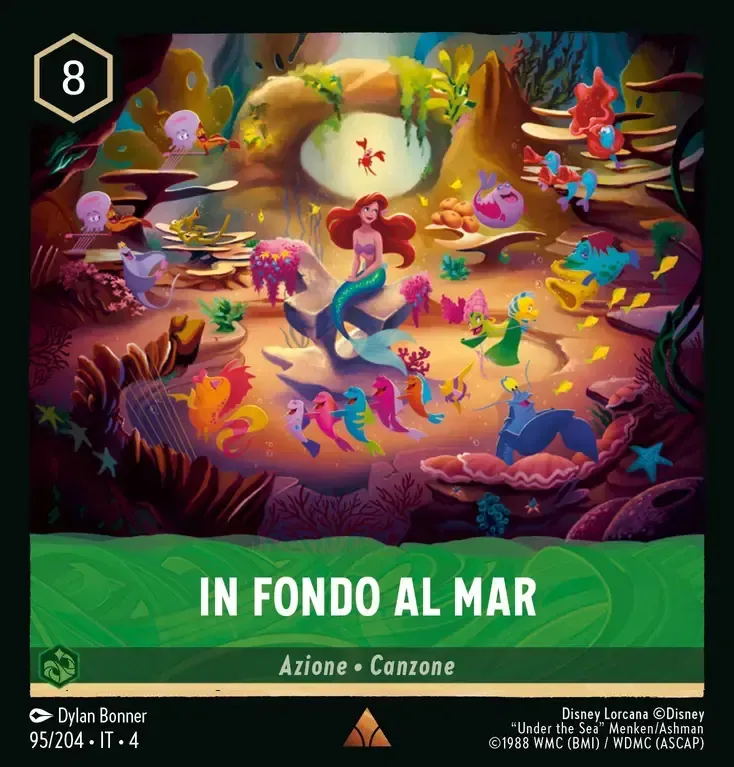 8
IN FONDO AL MAR
Azione • Canzone
Dylan Bonner
95/204 • IT • 4
Disney Lorcana ©Disney
“Under the Sea” Menken/Ashman
©1988 WMC (BMI) / WDMC (ASCAP)